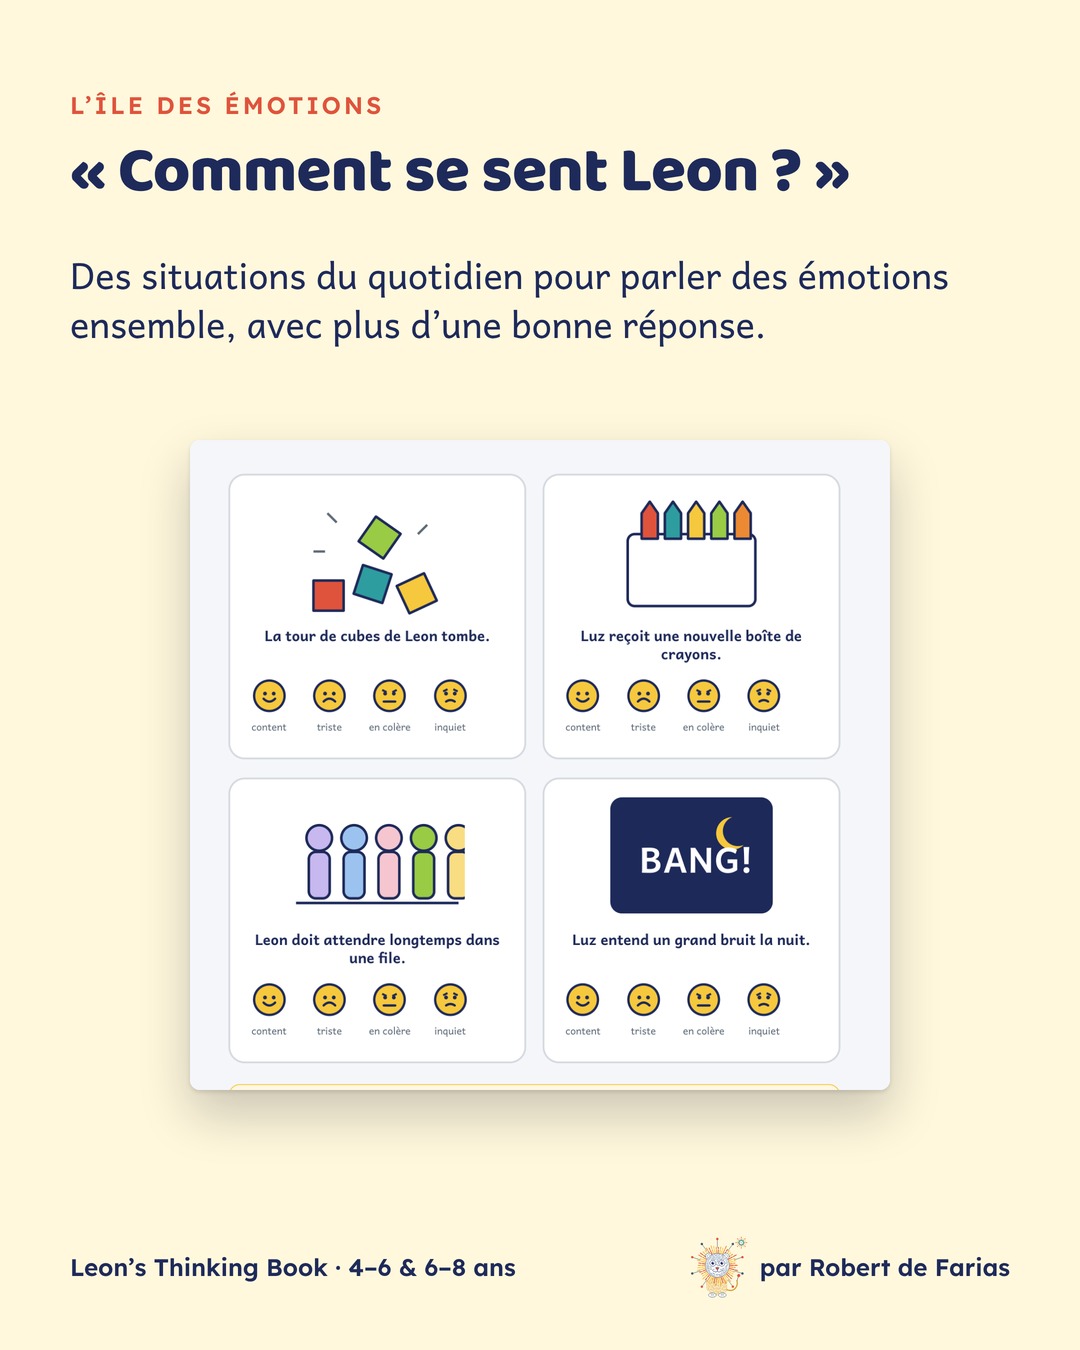 L’ÎLE DES ÉMOTIONS
« Comment se sent Leon ? »
Des situations du quotidien pour parler des émotions
ensemble, avec plus d’une bonne réponse.
La tour de cubes de Leon tombe.
content triste en colère inquiet
Luz reçoit une nouvelle boîte de
crayons.
content triste en colère inquiet
Leon doit attendre longtemps dans
une file.
content triste en colère inquiet
BANG!
Luz entend un grand bruit la nuit.
content triste en colère inquiet
Leon’s Thinking Book · 4–6 & 6–8 ans
par Robert de Farias